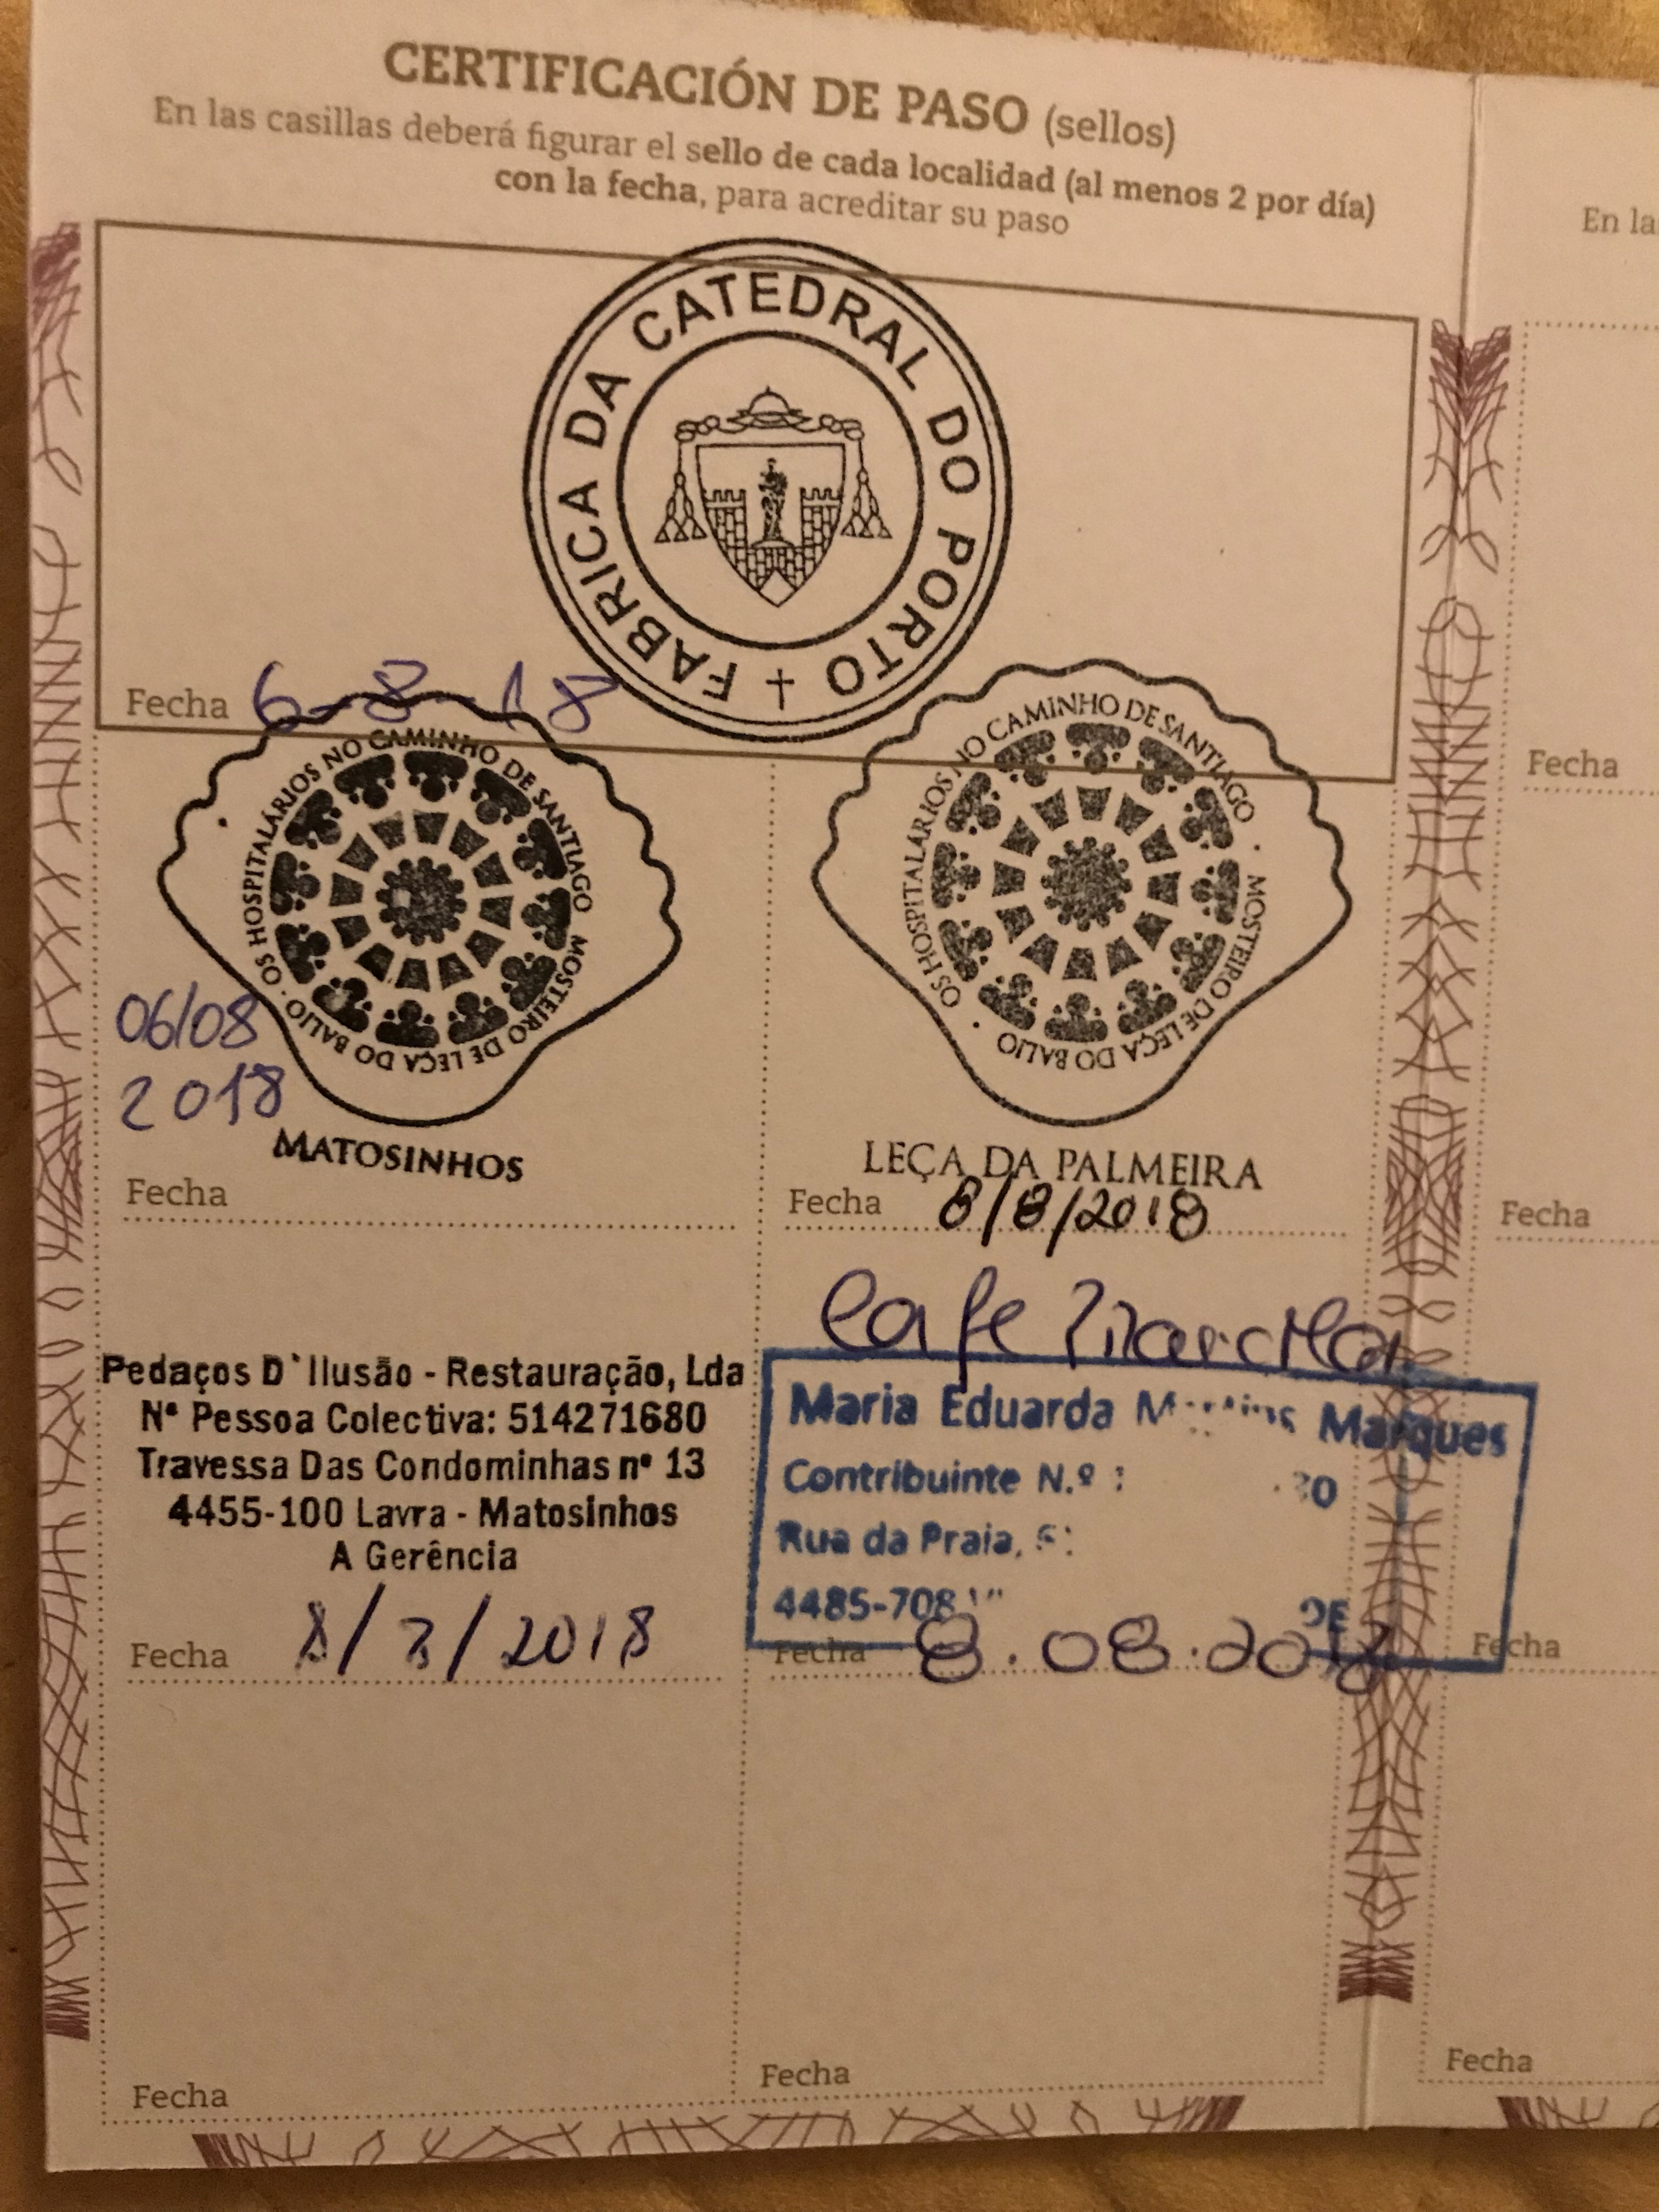 CERTIFICACIÓN DE PASO (sellos)
En las casillas deberá figurar el sello de cada localidad (al menos 2 por día)
con la fecha, para acreditar su paso
FABRICA DA CATEDRAL DO PORTO
Fecha 6-8-18
OS HOSPITALÁRIOS NO CAMINHO DE SANTIAGO
MOSTEIRO DE LEÇA DO BALIO
06/08
2018
MATOSINHOS
Fecha
OS HOSPITALÁRIOS NO CAMINHO DE SANTIAGO
MOSTEIRO DE LEÇA DO BALIO
LEÇA DA PALMEIRA
Fecha 8/8/2018
Pedaços D`Ilusão - Restauração, Lda
Nº Pessoa Colectiva: 514271680
Travessa Das Condominhas nº 13
4455-100 Lavra - Matosinhos
A Gerência
Fecha 8/ /2018
Cafe
Maria Eduarda Marques
Contribuinte N.º :
Rua da Praia,
4485-708
Fecha 8.08.2018
Fecha
Fecha
En la
Fecha
Fecha
Fecha
Fecha